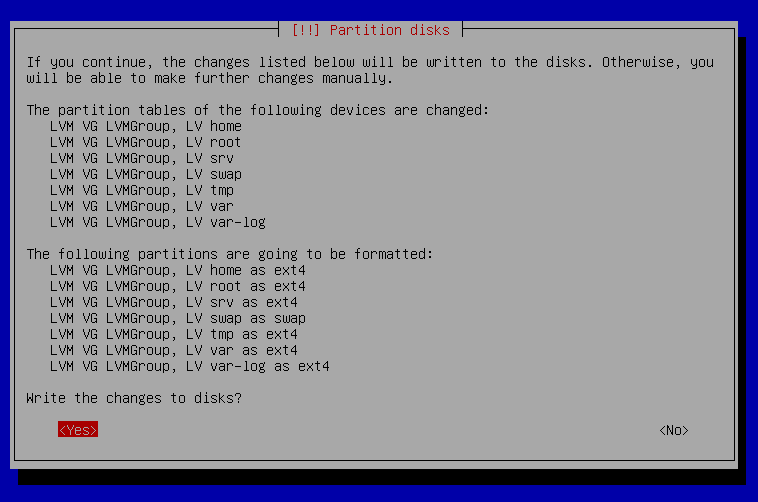 [!!] Partition disks
If you continue, the changes listed below will be written to the disks. Otherwise, you
will be able to make further changes manually.
The partition tables of the following devices are changed:
LVM VG LVMGroup, LV home
LVM VG LVMGroup, LV root
LVM VG LVMGroup, LV srv
LVM VG LVMGroup, LV swap
LVM VG LVMGroup, LV tmp
LVM VG LVMGroup, LV var
LVM VG LVMGroup, LV var-log
The following partitions are going to be formatted:
LVM VG LVMGroup, LV home as ext4
LVM VG LVMGroup, LV root as ext4
LVM VG LVMGroup, LV srv as ext4
LVM VG LVMGroup, LV swap as swap
LVM VG LVMGroup, LV tmp as ext4
LVM VG LVMGroup, LV var as ext4
LVM VG LVMGroup, LV var-log as ext4
Write the changes to disks?
<Yes> <No>